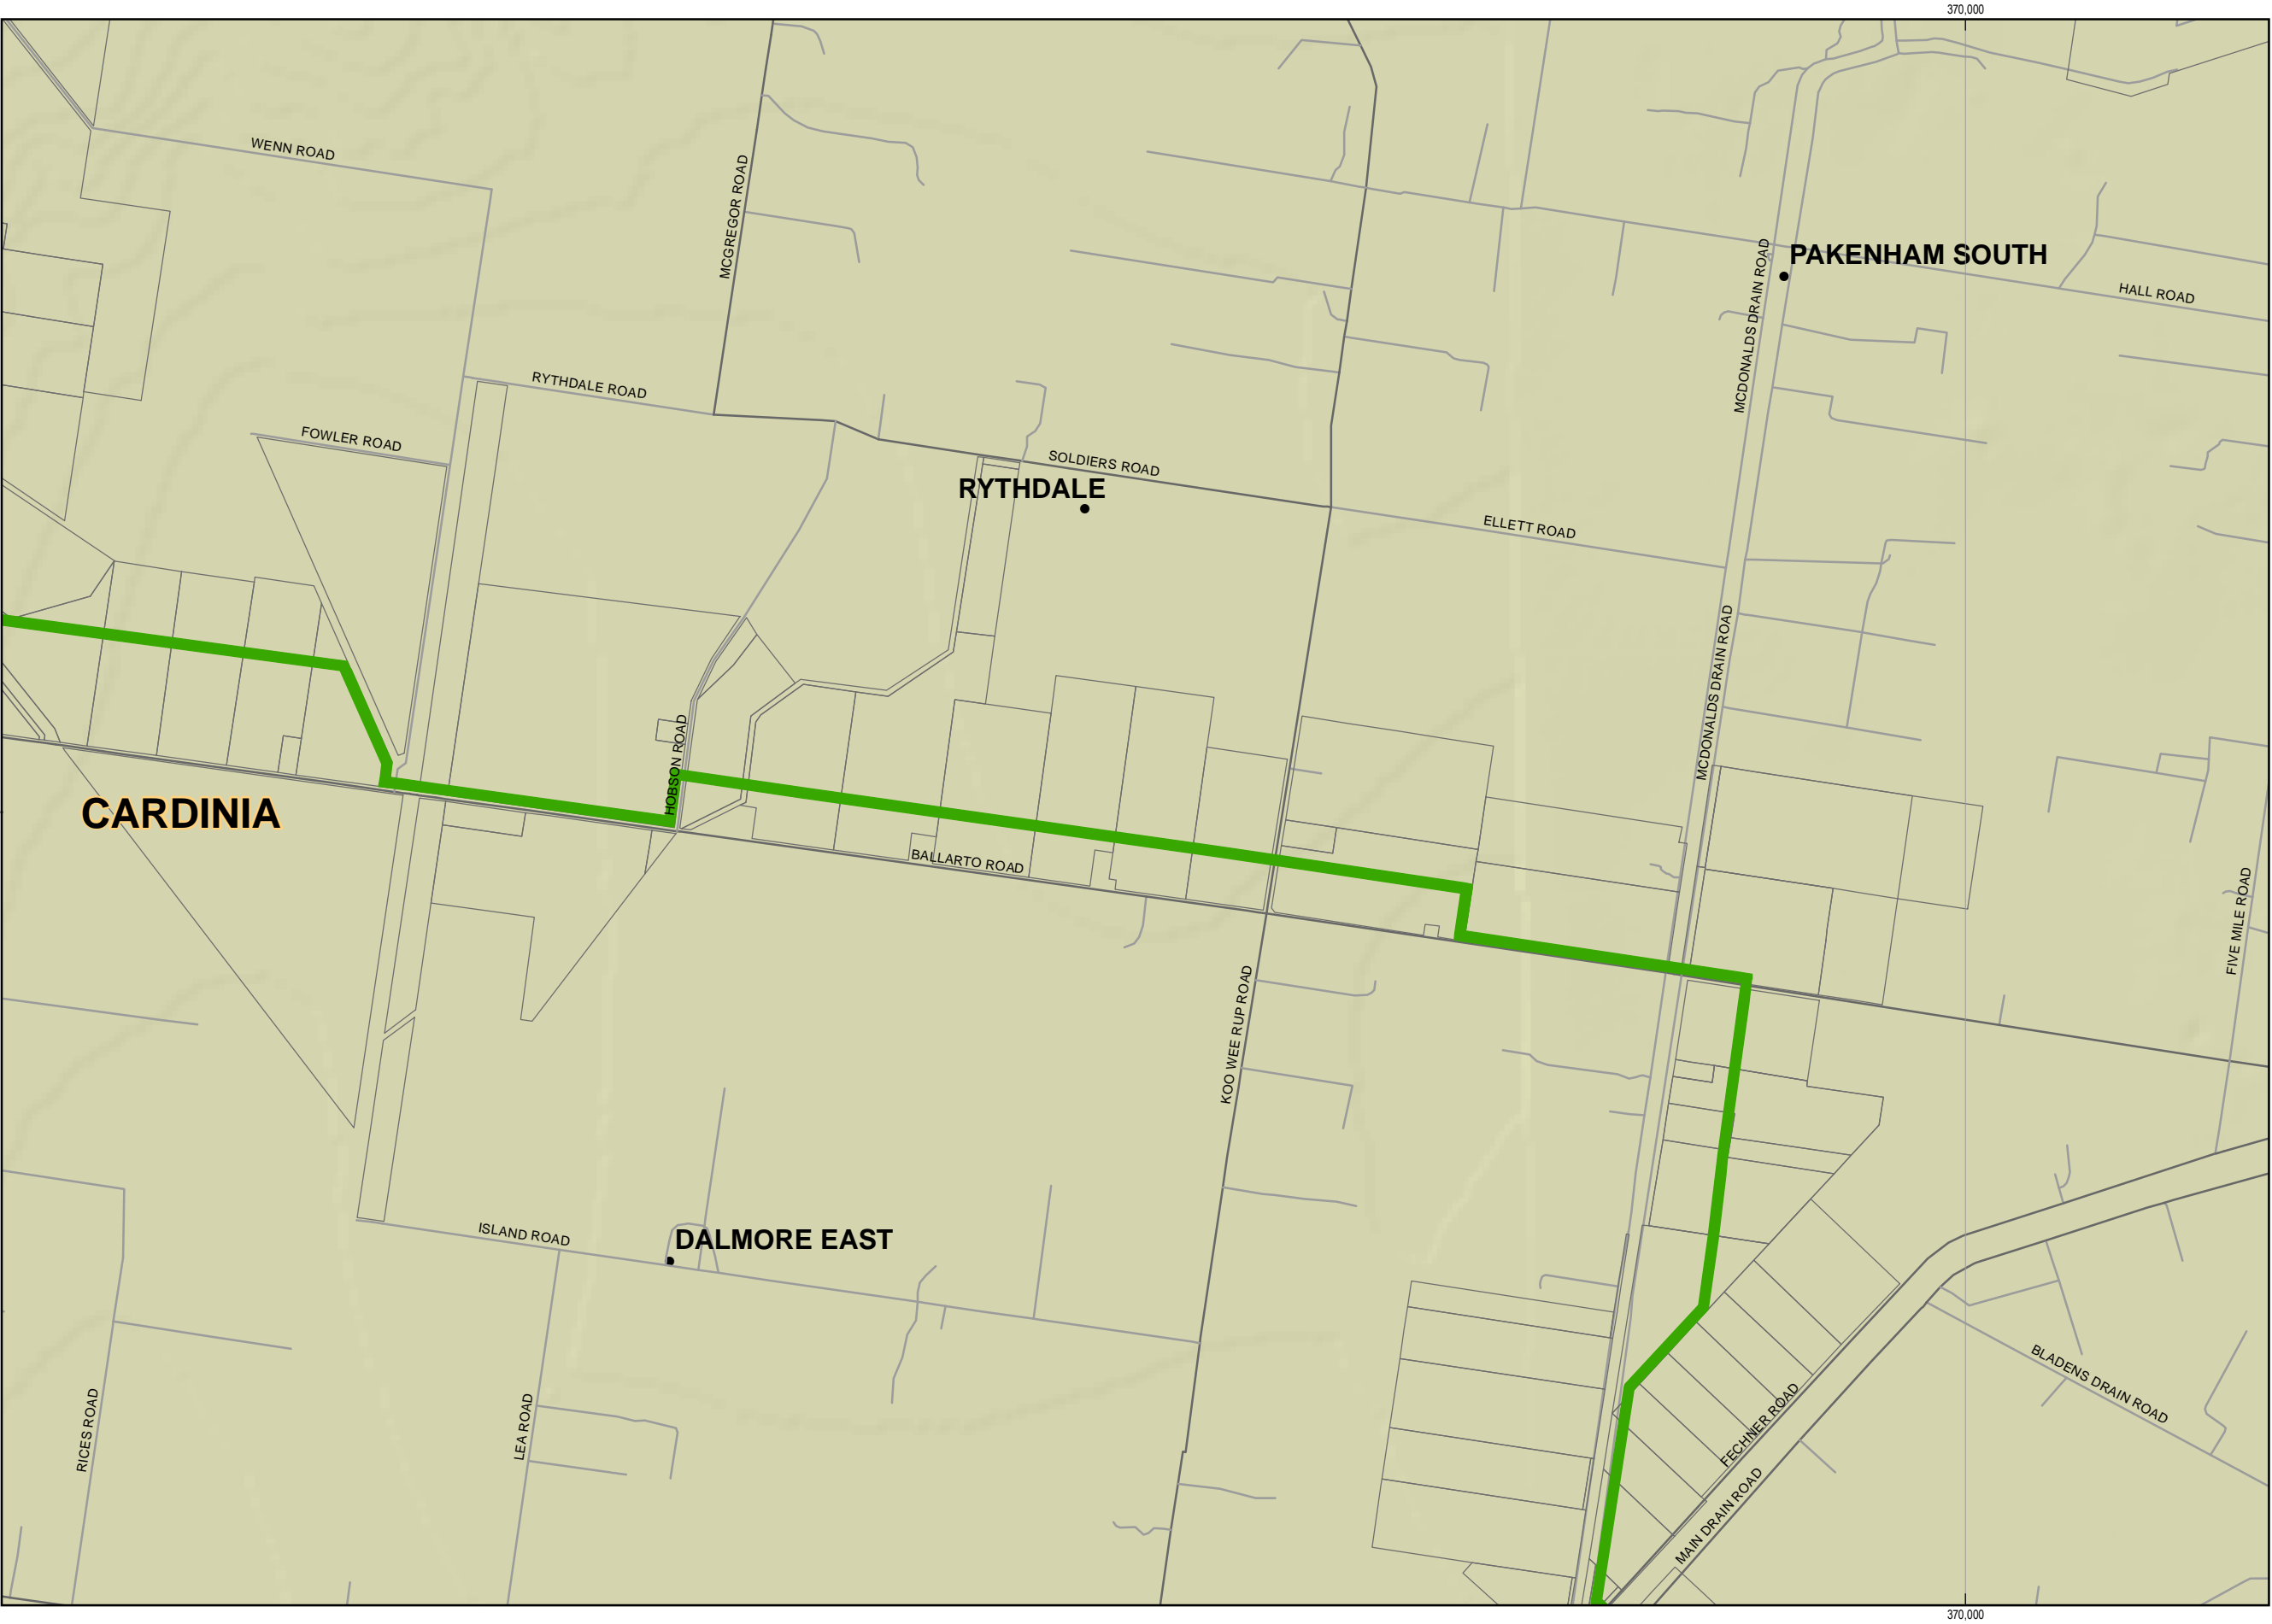 370,000
WENN ROAD
MCGREGOR ROAD
PAKENHAM SOUTH
MCDONALDS DRAIN ROAD
HALL ROAD
RYTHDALE ROAD
FOWLER ROAD
SOLDIERS ROAD
RYTHDALE
ELLETT ROAD
MCDONALDS DRAIN ROAD
HOBSON ROAD
CARDINIA
BALLARTO ROAD
FIVE MILE ROAD
KOO WEE RUP ROAD
ISLAND ROAD
DALMORE EAST
BLADENS DRAIN ROAD
RICES ROAD
LEA ROAD
FECHNER ROAD
MAIN DRAIN ROAD
370,000